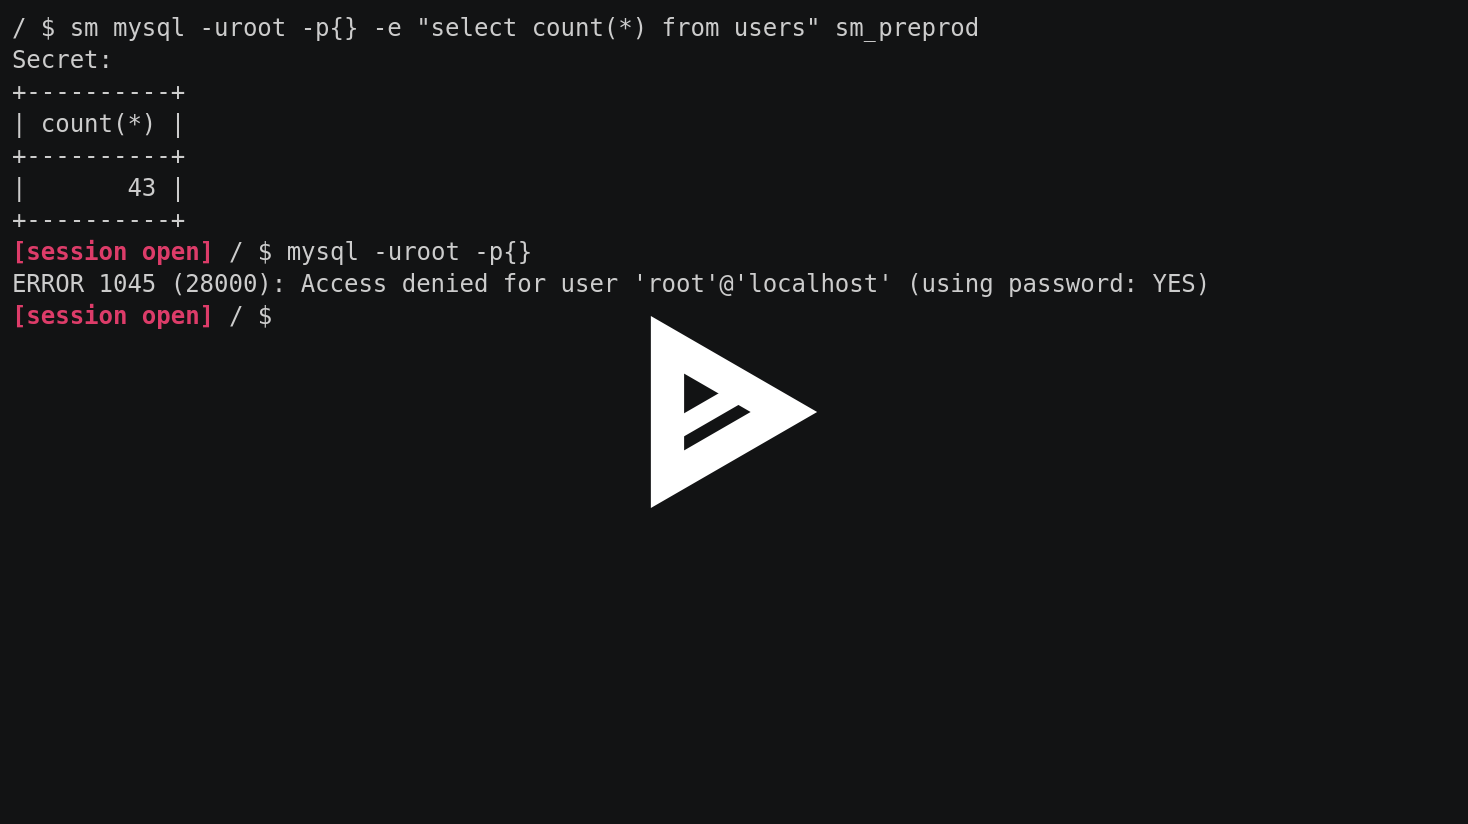 / $ sm mysql -uroot -p{} -e "select count(*) from users" sm_preprod
Secret:
+----------+
| count(*) |
+----------+
|       43 |
+----------+
[session open] / $ mysql -uroot -p{}
ERROR 1045 (28000): Access denied for user 'root'@'localhost' (using password: YES)
[session open] / $